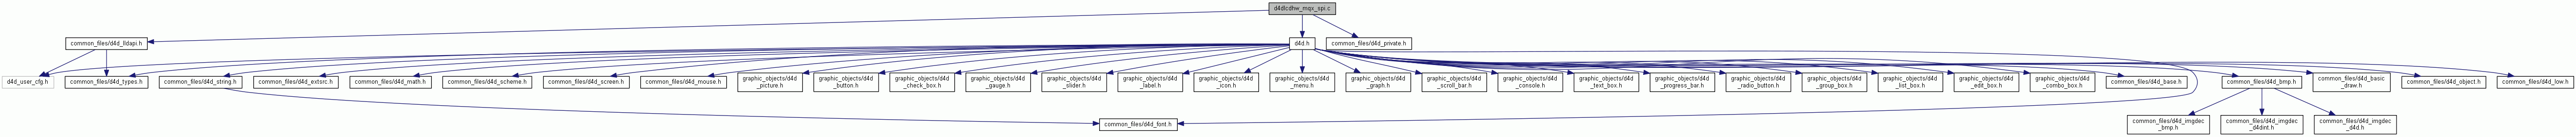 d4dlcdhw_mqx_spi.c
common_files/d4d_lldapi.h
d4d.h
common_files/d4d_private.h
d4d_user_cfg.h
common_files/d4d_types.h
common_files/d4d_string.h
common_files/d4d_extsrc.h
common_files/d4d_math.h
common_files/d4d_scheme.h
common_files/d4d_screen.h
common_files/d4d_mouse.h
graphic_objects/d4d
_picture.h
graphic_objects/d4d
_button.h
graphic_objects/d4d
_check_box.h
graphic_objects/d4d
_gauge.h
graphic_objects/d4d
_slider.h
graphic_objects/d4d
_label.h
graphic_objects/d4d
_icon.h
graphic_objects/d4d
_menu.h
graphic_objects/d4d
_graph.h
graphic_objects/d4d
_scroll_bar.h
graphic_objects/d4d
_console.h
graphic_objects/d4d
_text_box.h
graphic_objects/d4d
_progress_bar.h
graphic_objects/d4d
_radio_button.h
graphic_objects/d4d
_group_box.h
graphic_objects/d4d
_list_box.h
graphic_objects/d4d
_edit_box.h
graphic_objects/d4d
_combo_box.h
common_files/d4d_base.h
common_files/d4d_bmp.h
common_files/d4d_basic
_draw.h
common_files/d4d_object.h
common_files/d4d_low.h
common_files/d4d_font.h
common_files/d4d_imgdec
_bmp.h
common_files/d4d_imgdec
_d4dint.h
common_files/d4d_imgdec
_d4d.h